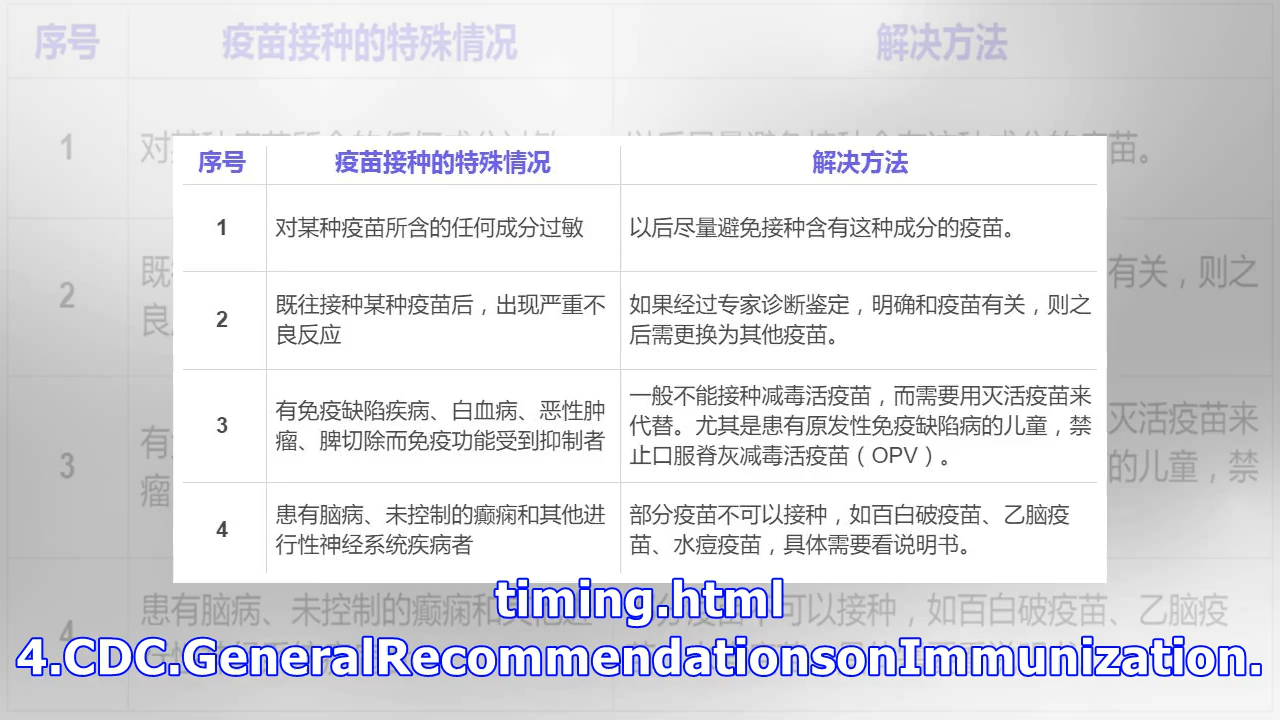 序号 疫苗接种的特殊情况 解决方法
1 对某种疫苗所含的任何成分过敏 以后尽量避免接种含有这种成分的疫苗。
2 既往接种某种疫苗后，出现严重不良反应 如果经过专家诊断鉴定，明确和疫苗有关，则之后需更换为其他疫苗。
3 有免疫缺陷疾病、白血病、恶性肿瘤、脾切除而免疫功能受到抑制者 一般不能接种减毒活疫苗，而需要用灭活疫苗来代替。尤其是患有原发性免疫缺陷病的儿童，禁止口服脊灰减毒活疫苗（OPV）。
4 患有脑病、未控制的癫痫和其他进行性神经系统疾病者 部分疫苗不可以接种，如百白破疫苗、乙脑疫苗、水痘疫苗，具体需要看说明书。
timing.html
4.CDC.GeneralRecommendationsonImmunization.